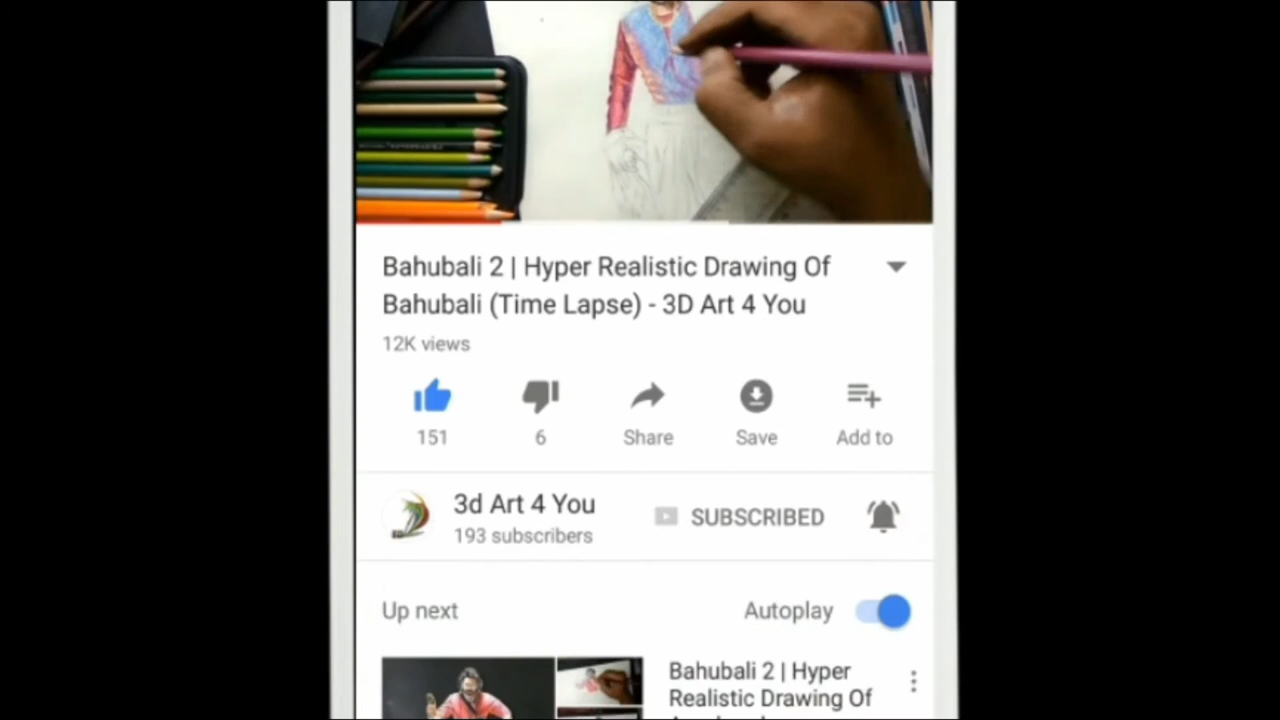 Bahubali 2 | Hyper Realistic Drawing Of
Bahubali (Time Lapse) - 3D Art 4 You
12K views
151
6
Share
Save
Add to
3d Art 4 You
193 subscribers
SUBSCRIBED
Up next
Autoplay
Bahubali 2 | Hyper
Realistic Drawing Of